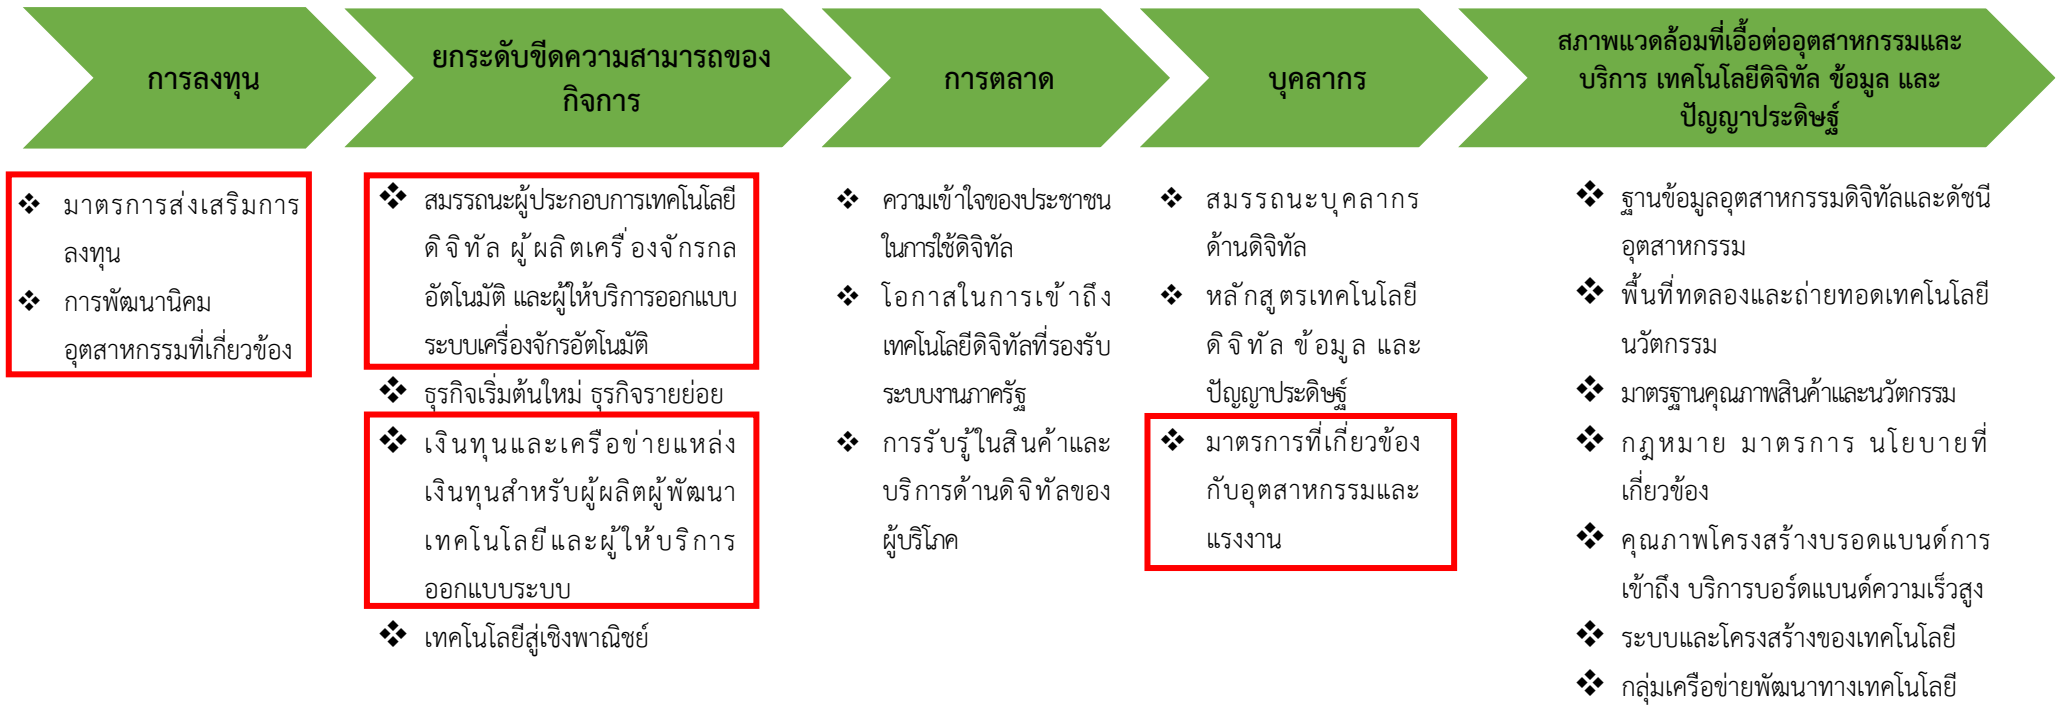 การลงทุน
ยกระดับขีดความสามารถของ
กิจการ
การตลาด
บุคลากร
สภาพแวดล้อมที่เอื้อต่ออุตสาหกรรมและ
บริการ เทคโนโลยีดิจิทัล ข้อมูล และ
ปัญญาประดิษฐ์
❖ มาตรการส่งเสริมการ
ลงทุน
❖ การพัฒนานิคม
อุตสาหกรรมที่เกี่ยวข้อง
❖ สมรรถนะผู้ประกอบการเทคโนโลยี
ดิจิทัล ผู้ผลิตเครื่องจักรกล
อัตโนมัติ และผู้ให้บริการออกแบบ
ระบบเครื่องจักรอัตโนมัติ
❖ ธุรกิจเริ่มต้นใหม่ ธุรกิจรายย่อย
❖ เงินทุนและเครือข่ายแหล่ง
เงินทุนสำหรับผู้ผลิตผู้พัฒนา
เทคโนโลยีและผู้ให้บริการ
ออกแบบระบบ
❖ เทคโนโลยีสู่เชิงพาณิชย์
❖ ความเข้าใจของประชาชน
ในการใช้ดิจิทัล
❖ โอกาสในการเข้าถึง
เทคโนโลยีดิจิทัลที่รองรับ
ระบบงานภาครัฐ
❖ การรับรู้ในสินค้าและ
บริการด้านดิจิทัลของ
ผู้บริโภค
❖ สมรรถนะบุคลากร
ด้านดิจิทัล
❖ หลักสูตรเทคโนโลยี
ดิจิทัล ข้อมูล และ
ปัญญาประดิษฐ์
❖ มาตรการที่เกี่ยวข้อง
กับอุตสาหกรรมและ
แรงงาน
❖ ฐานข้อมูลอุตสาหกรรมดิจิทัลและดัชนี
อุตสาหกรรม
❖ พื้นที่ทดลองและถ่ายทอดเทคโนโลยี
นวัตกรรม
❖ มาตรฐานคุณภาพสินค้าและนวัตกรรม
❖ กฎหมาย มาตรการ นโยบายที่
เกี่ยวข้อง
❖ คุณภาพโครงสร้างบรอดแบนด์การ
เข้าถึง บริการบอร์ดแบนด์ความเร็วสูง
❖ ระบบและโครงสร้างของเทคโนโลยี
❖ กลุ่มเครือข่ายพัฒนาทางเทคโนโลยี